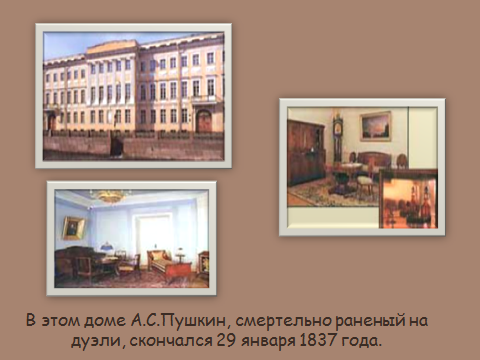 В этом доме А.С.Пушкин, смертельно раненый на
дуэли, скончался 29 января 1837 года.